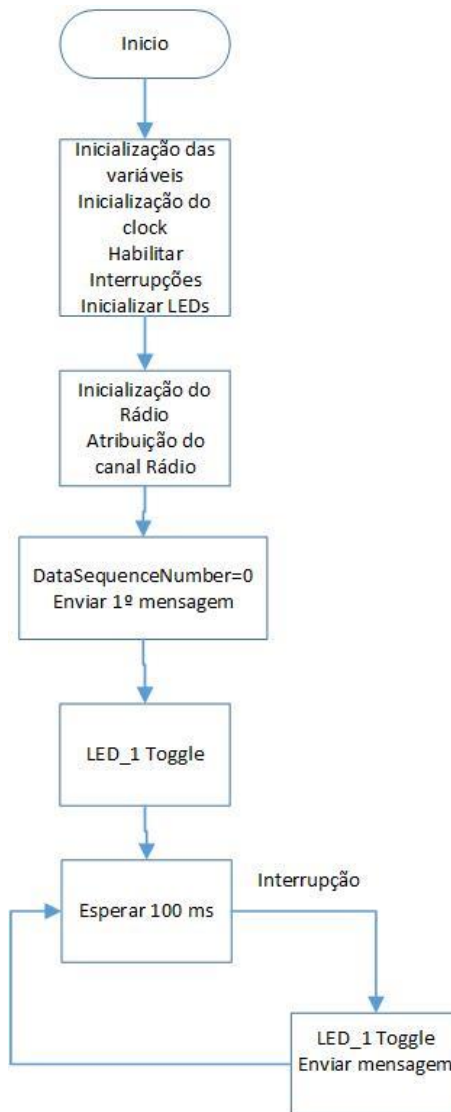 Inicio
Inicialização das
variáveis
Inicialização do
clock
Habilitar
Interrupções
Inicializar LEDs
Inicialização do
Rádio
Atribuição do
canal Rádio
DataSequenceNumber=0
Enviar 1º mensagem
LED_1 Toggle
Esperar 100 ms
Interrupção
LED_1 Toggle
Enviar mensagem